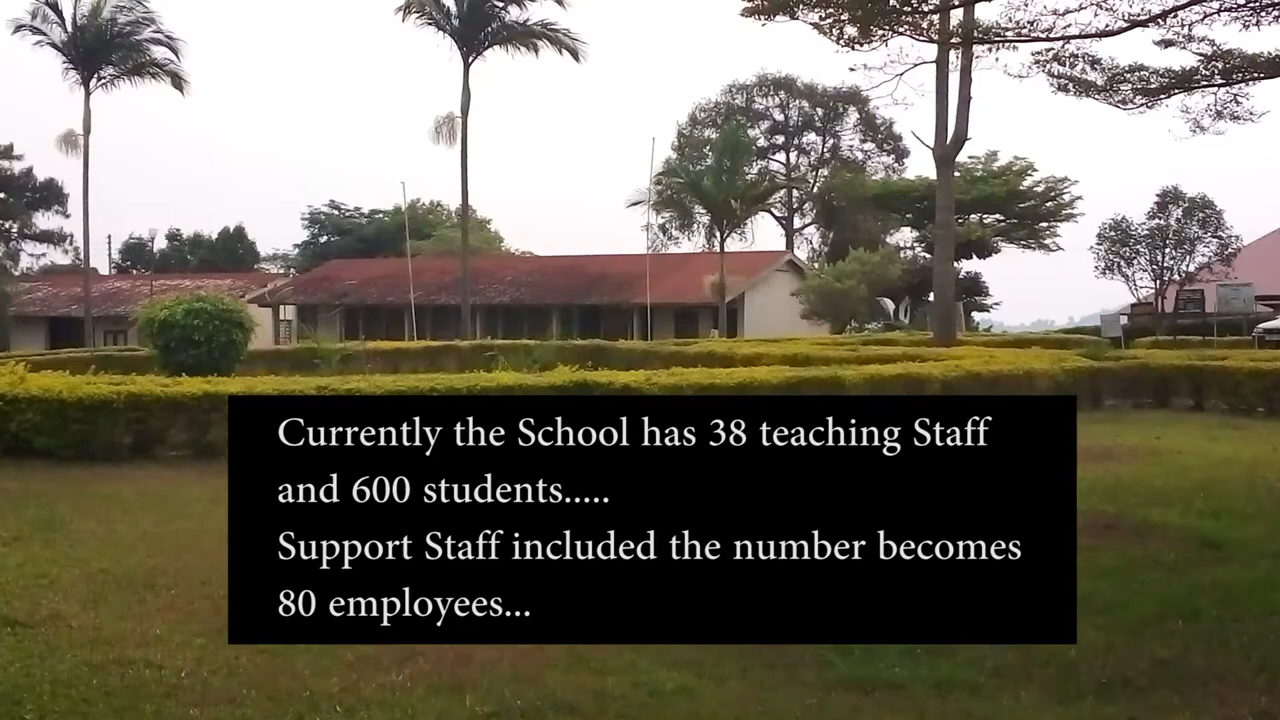 Currently the School has 38 teaching Staff
and 600 students.....
Support Staff included the number becomes
80 employees...